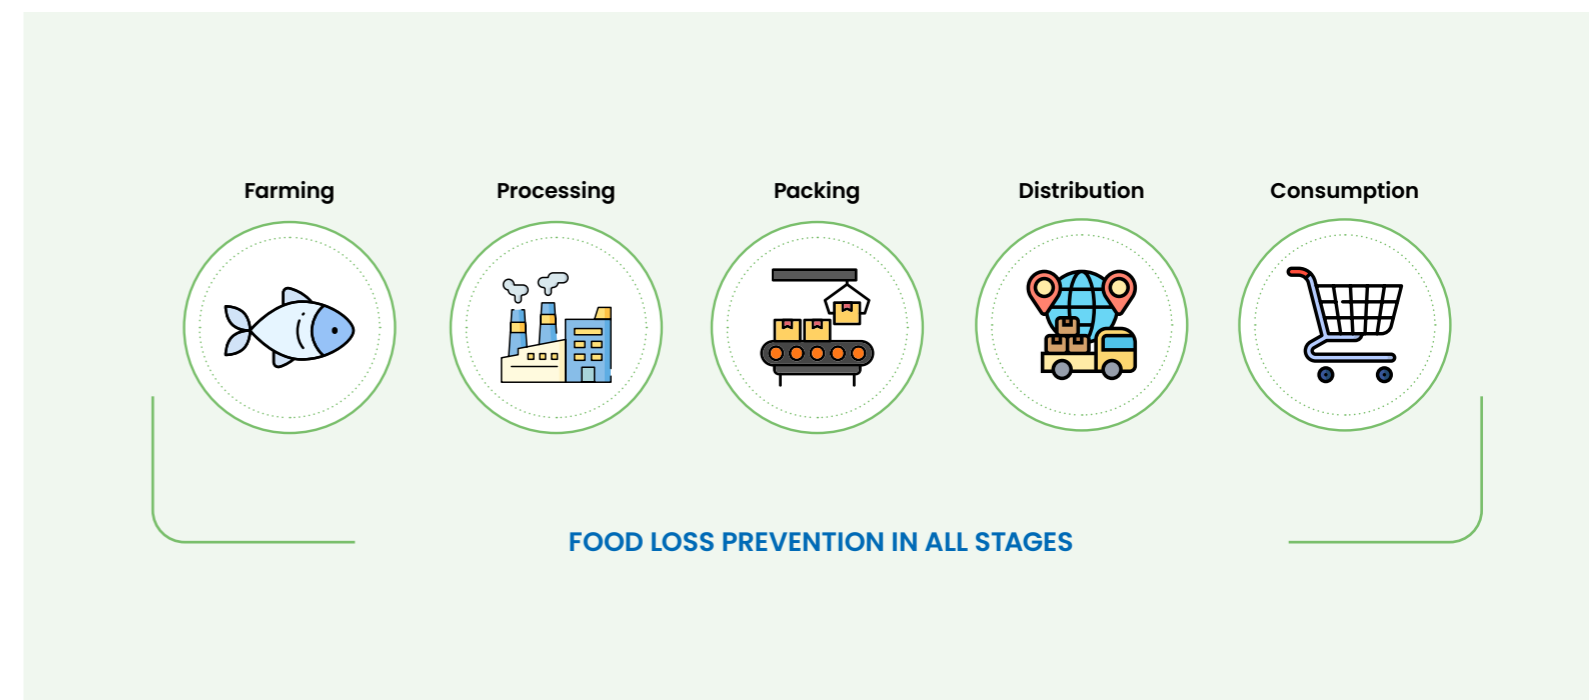 Farming
Processing
Packing
Distribution
Consumption
FOOD LOSS PREVENTION IN ALL STAGES